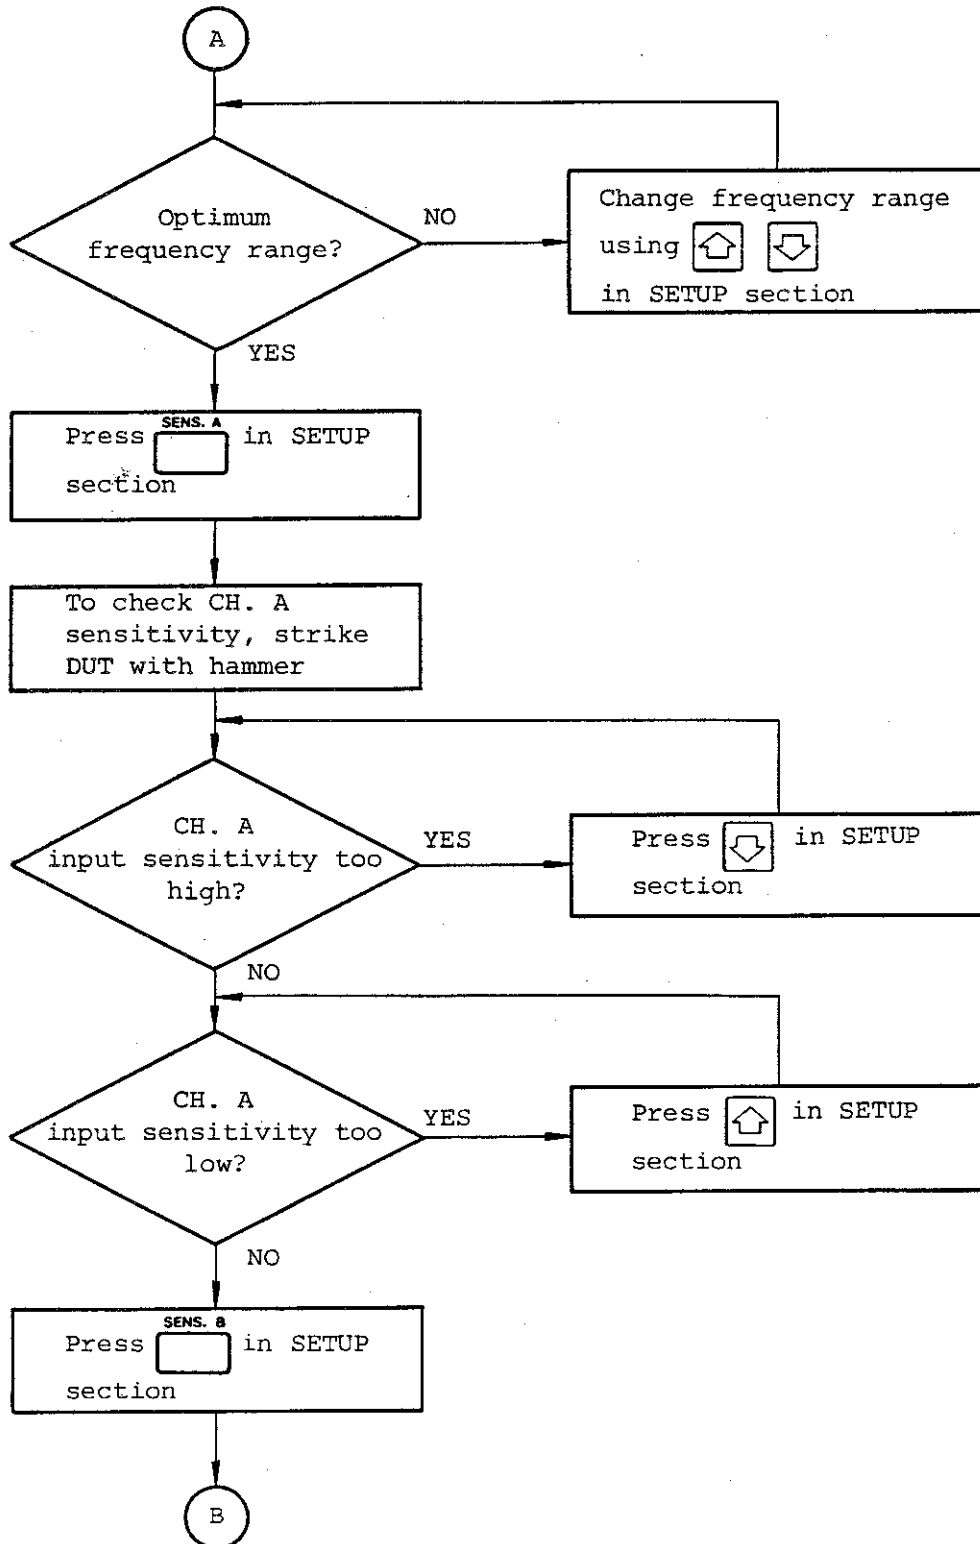 A
Optimum
frequency range?
NO
Change frequency range
using
in SETUP section
YES
SENS. A
Press in SETUP
section
To check CH. A
sensitivity, strike
DUT with hammer
CH. A
input sensitivity too
high?
YES
Press in SETUP
section
NO
CH. A
input sensitivity too
low?
YES
Press in SETUP
section
NO
SENS. B
Press in SETUP
section
B